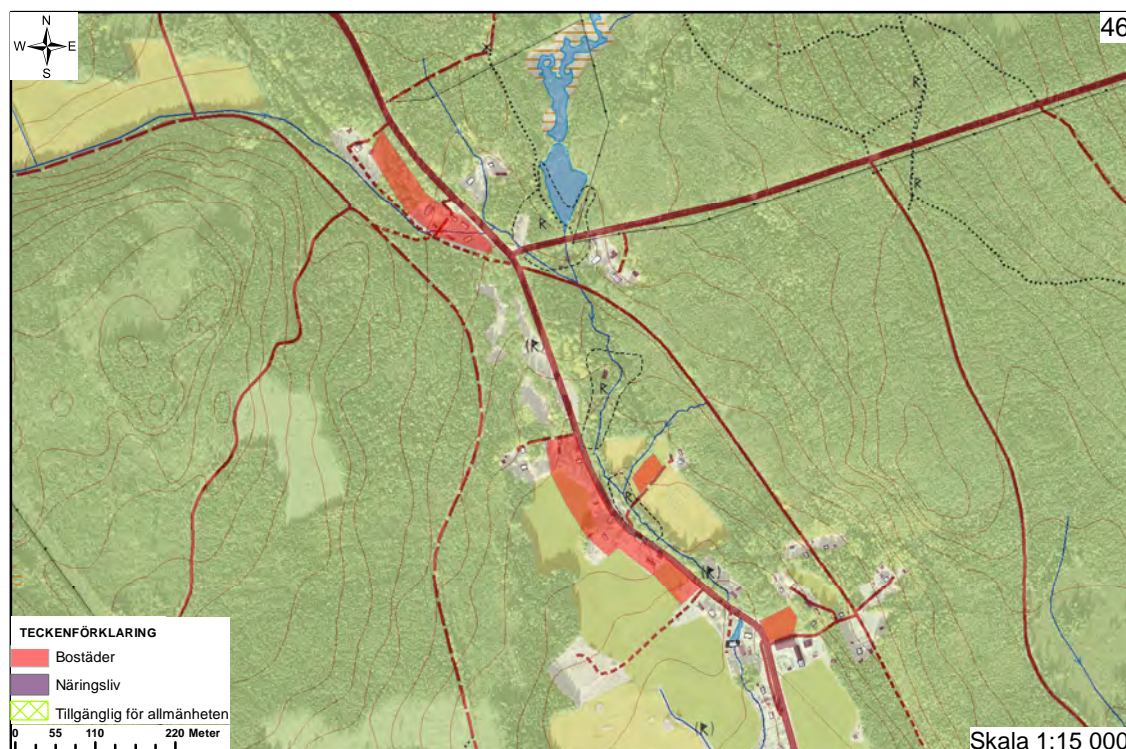 N
W E
S
46
R
R
R
(R)
R
R
(R)
(R)
TECKENFÖRKLARING
Bostäder
Näringsliv
Tillgänglig för allmänheten
0 55 110 220 Meter
Skala 1:15 000